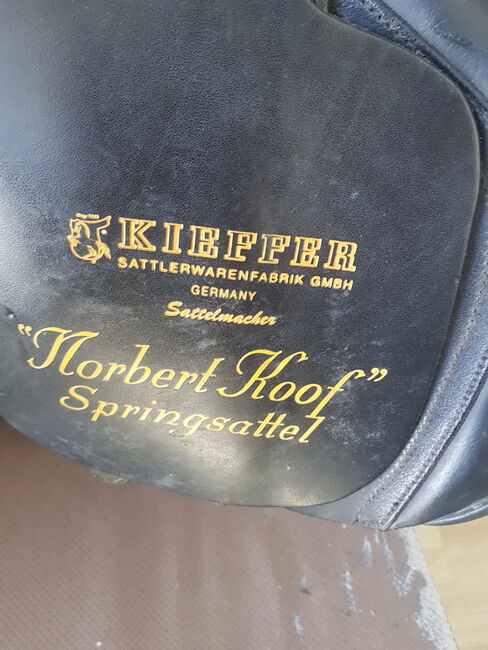 KIEFFER
SATTLERWARENFABRIK GMBH
GERMANY
Sattelmacher
"Norbert Koof"
Springsattel